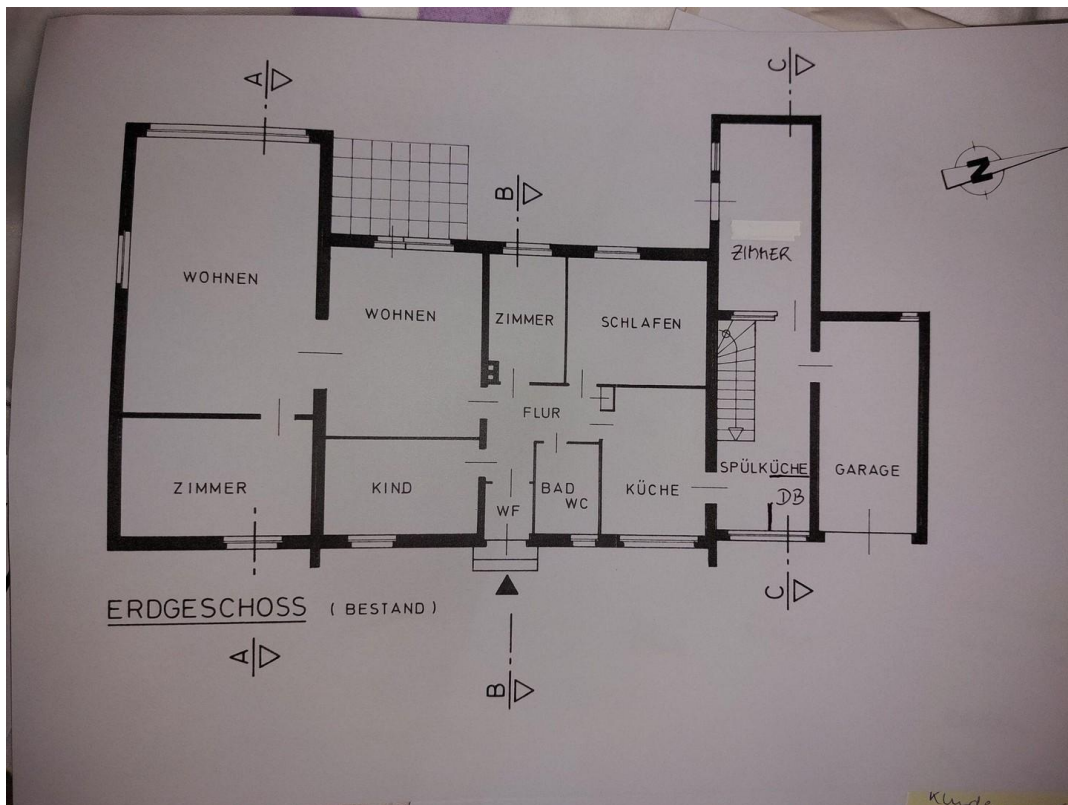 A
C
B
N
ZIMMER
WOHNEN
WOHNEN
ZIMMER
SCHLAFEN
FLUR
SPÜLKÜCHE
GARAGE
ZIMMER
KIND
BAD
WC
KÜCHE
DB
WF
ERDGESCHOSS (BESTAND)
C
A
B